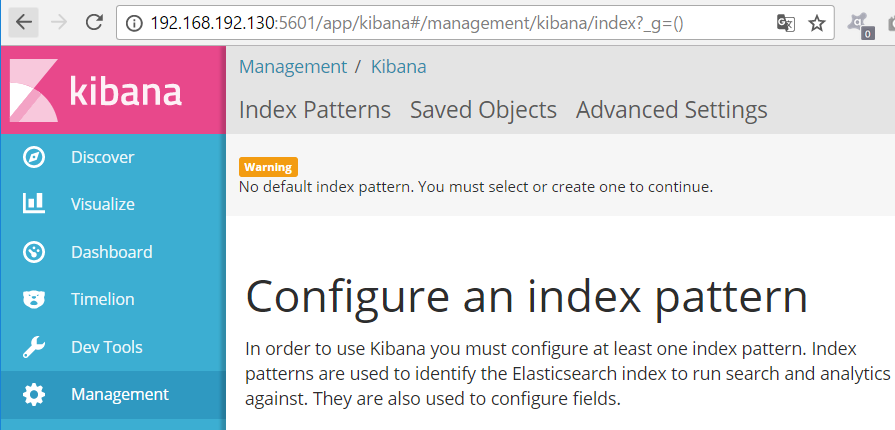 192.168.192.130:5601/app/kibana#/management/kibana/index?_g=()
0
kibana
Discover
Visualize
Dashboard
Timelion
Dev Tools
Management
Management / Kibana
Index Patterns Saved Objects Advanced Settings
Warning
No default index pattern. You must select or create one to continue.
Configure an index pattern
In order to use Kibana you must configure at least one index pattern. Index
patterns are used to identify the Elasticsearch index to run search and analytics
against. They are also used to configure fields.